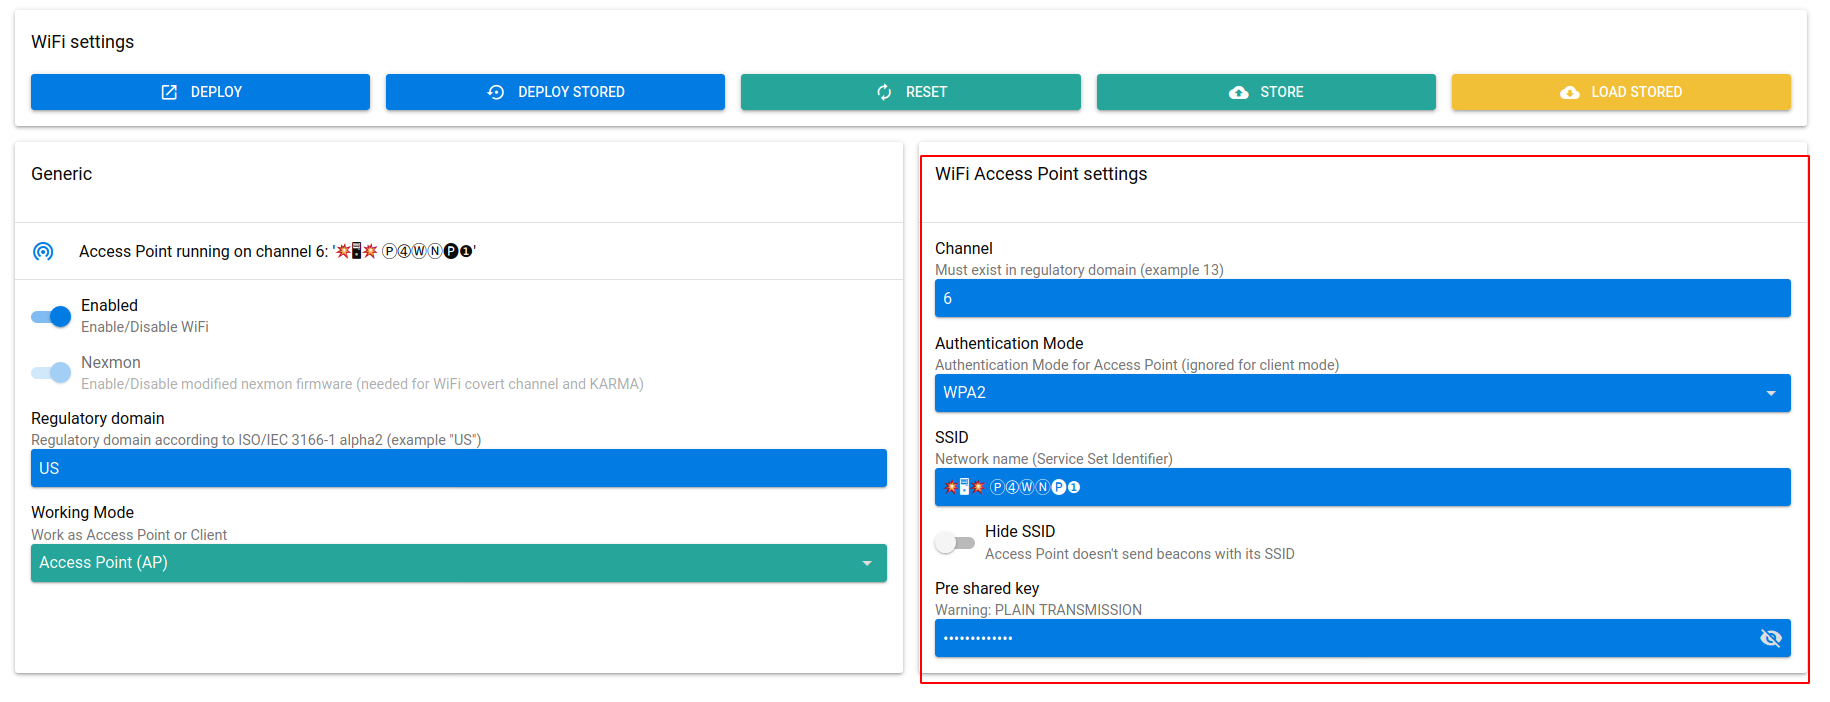 WiFi settings
DEPLOY
DEPLOY STORED
RESET
STORE
LOAD STORED
Generic
Access Point running on channel 6: '💥🖥💥 Ⓟ➃ⓌⓃ🅟❶'
Enabled
Enable/Disable WiFi
Nexmon
Enable/Disable modified nexmon firmware (needed for WiFi covert channel and KARMA)
Regulatory domain
Regulatory domain according to ISO/IEC 3166-1 alpha2 (example "US")
US
Working Mode
Work as Access Point or Client
Access Point (AP)
WiFi Access Point settings
Channel
Must exist in regulatory domain (example 13)
6
Authentication Mode
Authentication Mode for Access Point (ignored for client mode)
WPA2
SSID
Network name (Service Set Identifier)
💥🖥💥 Ⓟ➃ⓌⓃ🅟❶
Hide SSID
Access Point doesn't send beacons with its SSID
Pre shared key
Warning: PLAIN TRANSMISSION
•••••••••••••